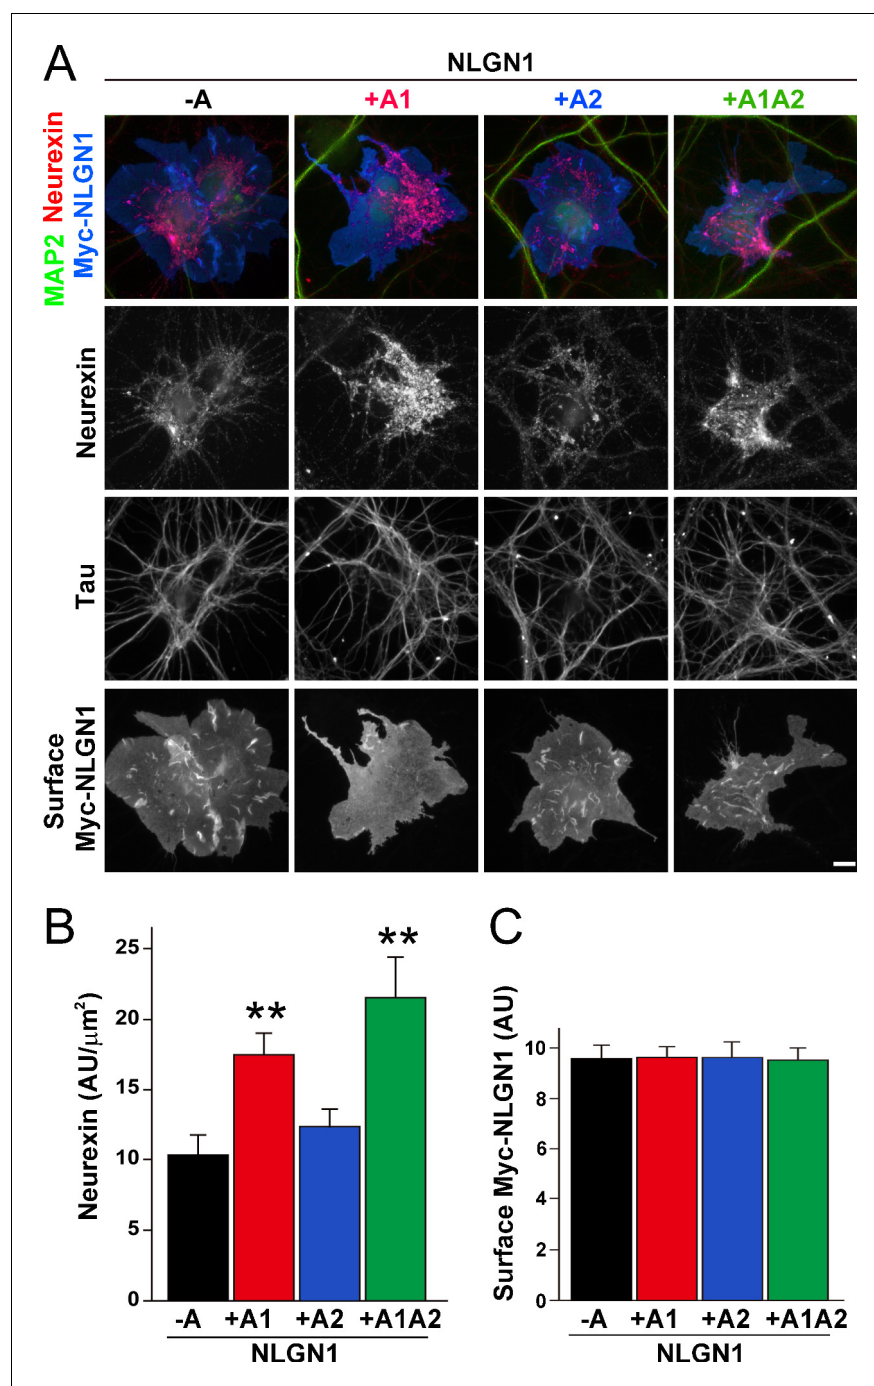 A
NLGN1
-A +A1 +A2 +A1A2
MAP2 Neurexin
Myc-NLGN1
Neurexin
Tau
Surface
Myc-NLGN1
B
Neurexin (AU/μm²)
25
20
15
10
5
0
**
**
-A +A1 +A2 +A1A2
NLGN1
C
Surface Myc-NLGN1 (AU)
10
8
6
4
2
0
-A +A1 +A2 +A1A2
NLGN1